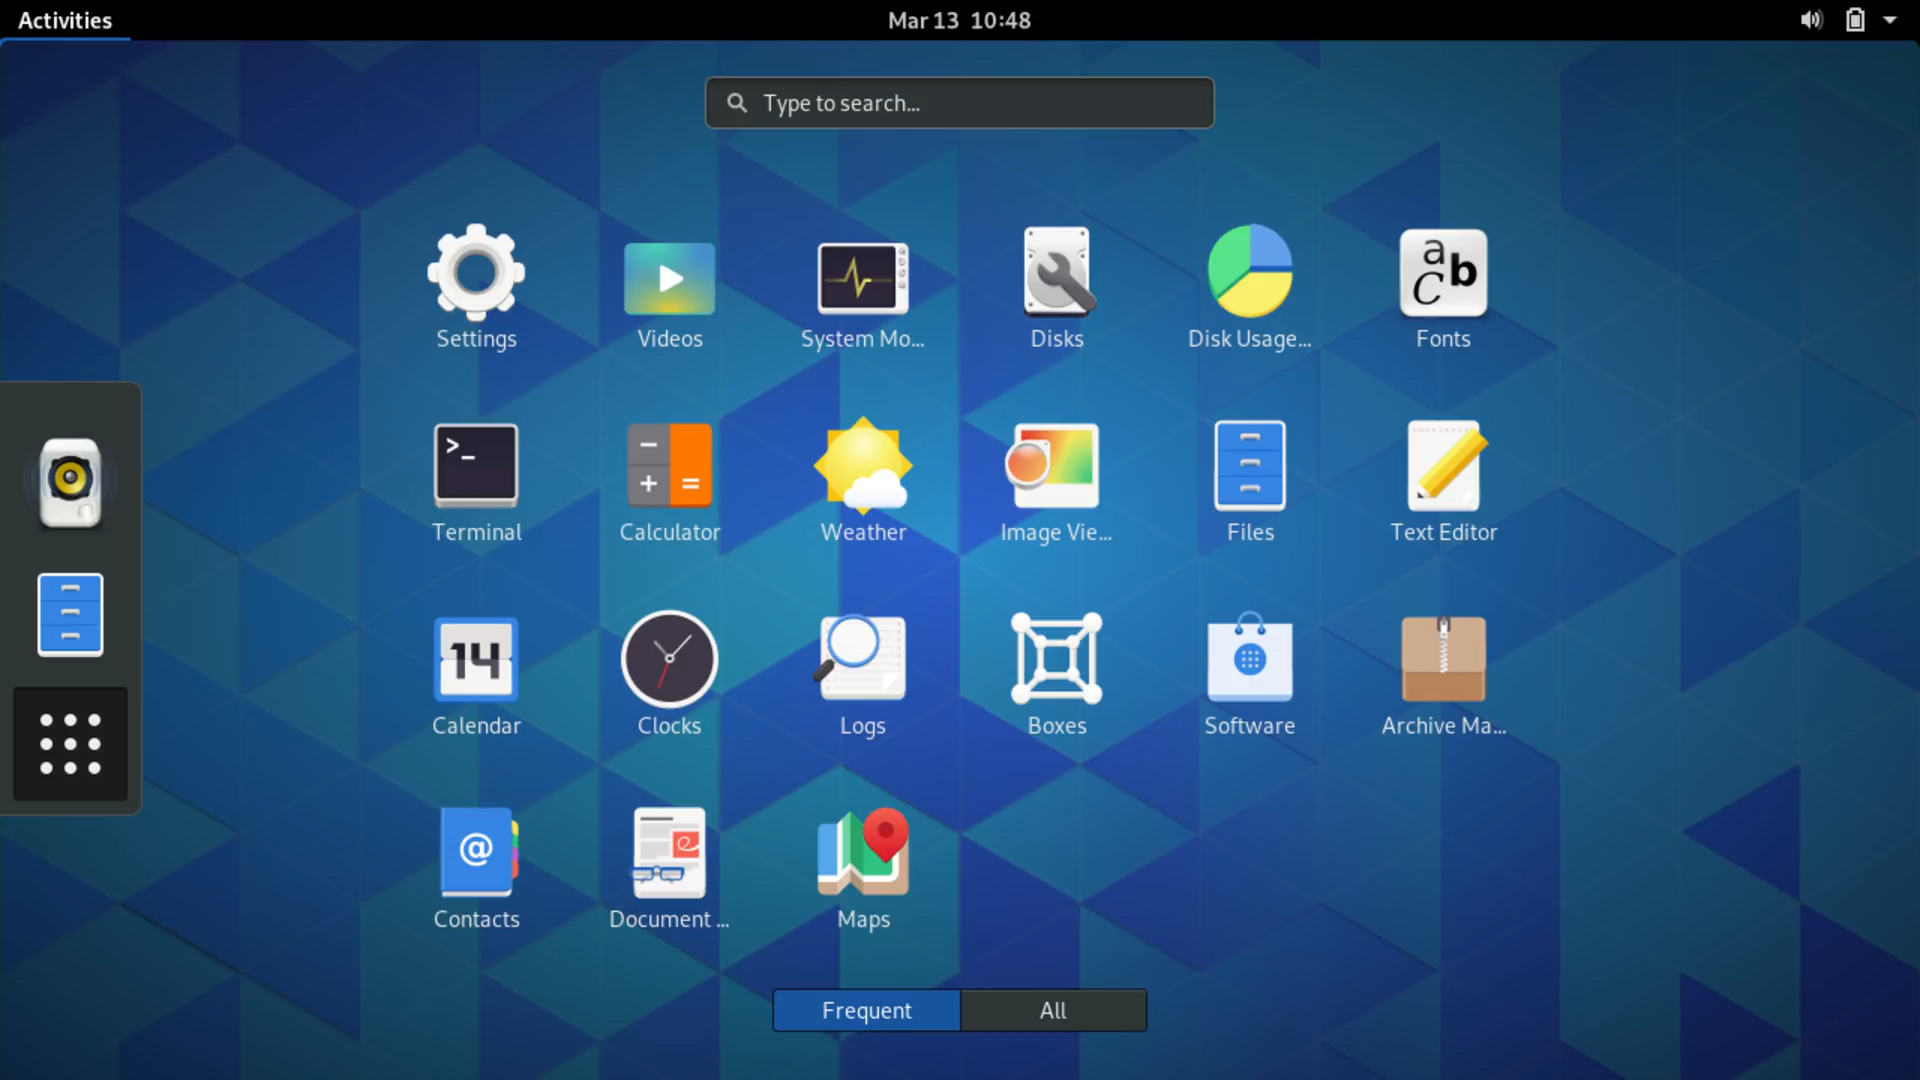 Activities
Mar 13 10:48
Type to search...
Settings
Videos
System Mo...
Disks
Disk Usage...
Fonts
a
b
C
>_
Terminal
Calculator
Weather
Image Vie...
Files
Text Editor
14
Calendar
Clocks
Logs
Boxes
Software
Archive Ma...
@
Contacts
Document ...
Maps
Frequent
All